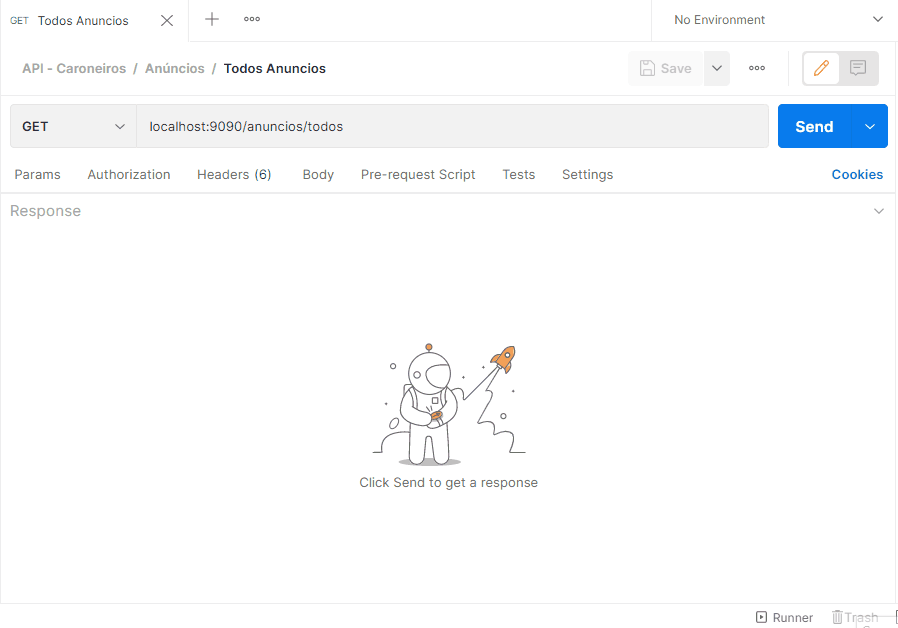 GET Todos Anuncios
No Environment
API - Caroneiros / Anúncios / Todos Anuncios
Save
GET
localhost:9090/anuncios/todos
Send
Params Authorization Headers (6) Body Pre-request Script Tests Settings Cookies
Response
Click Send to get a response
Runner Trash